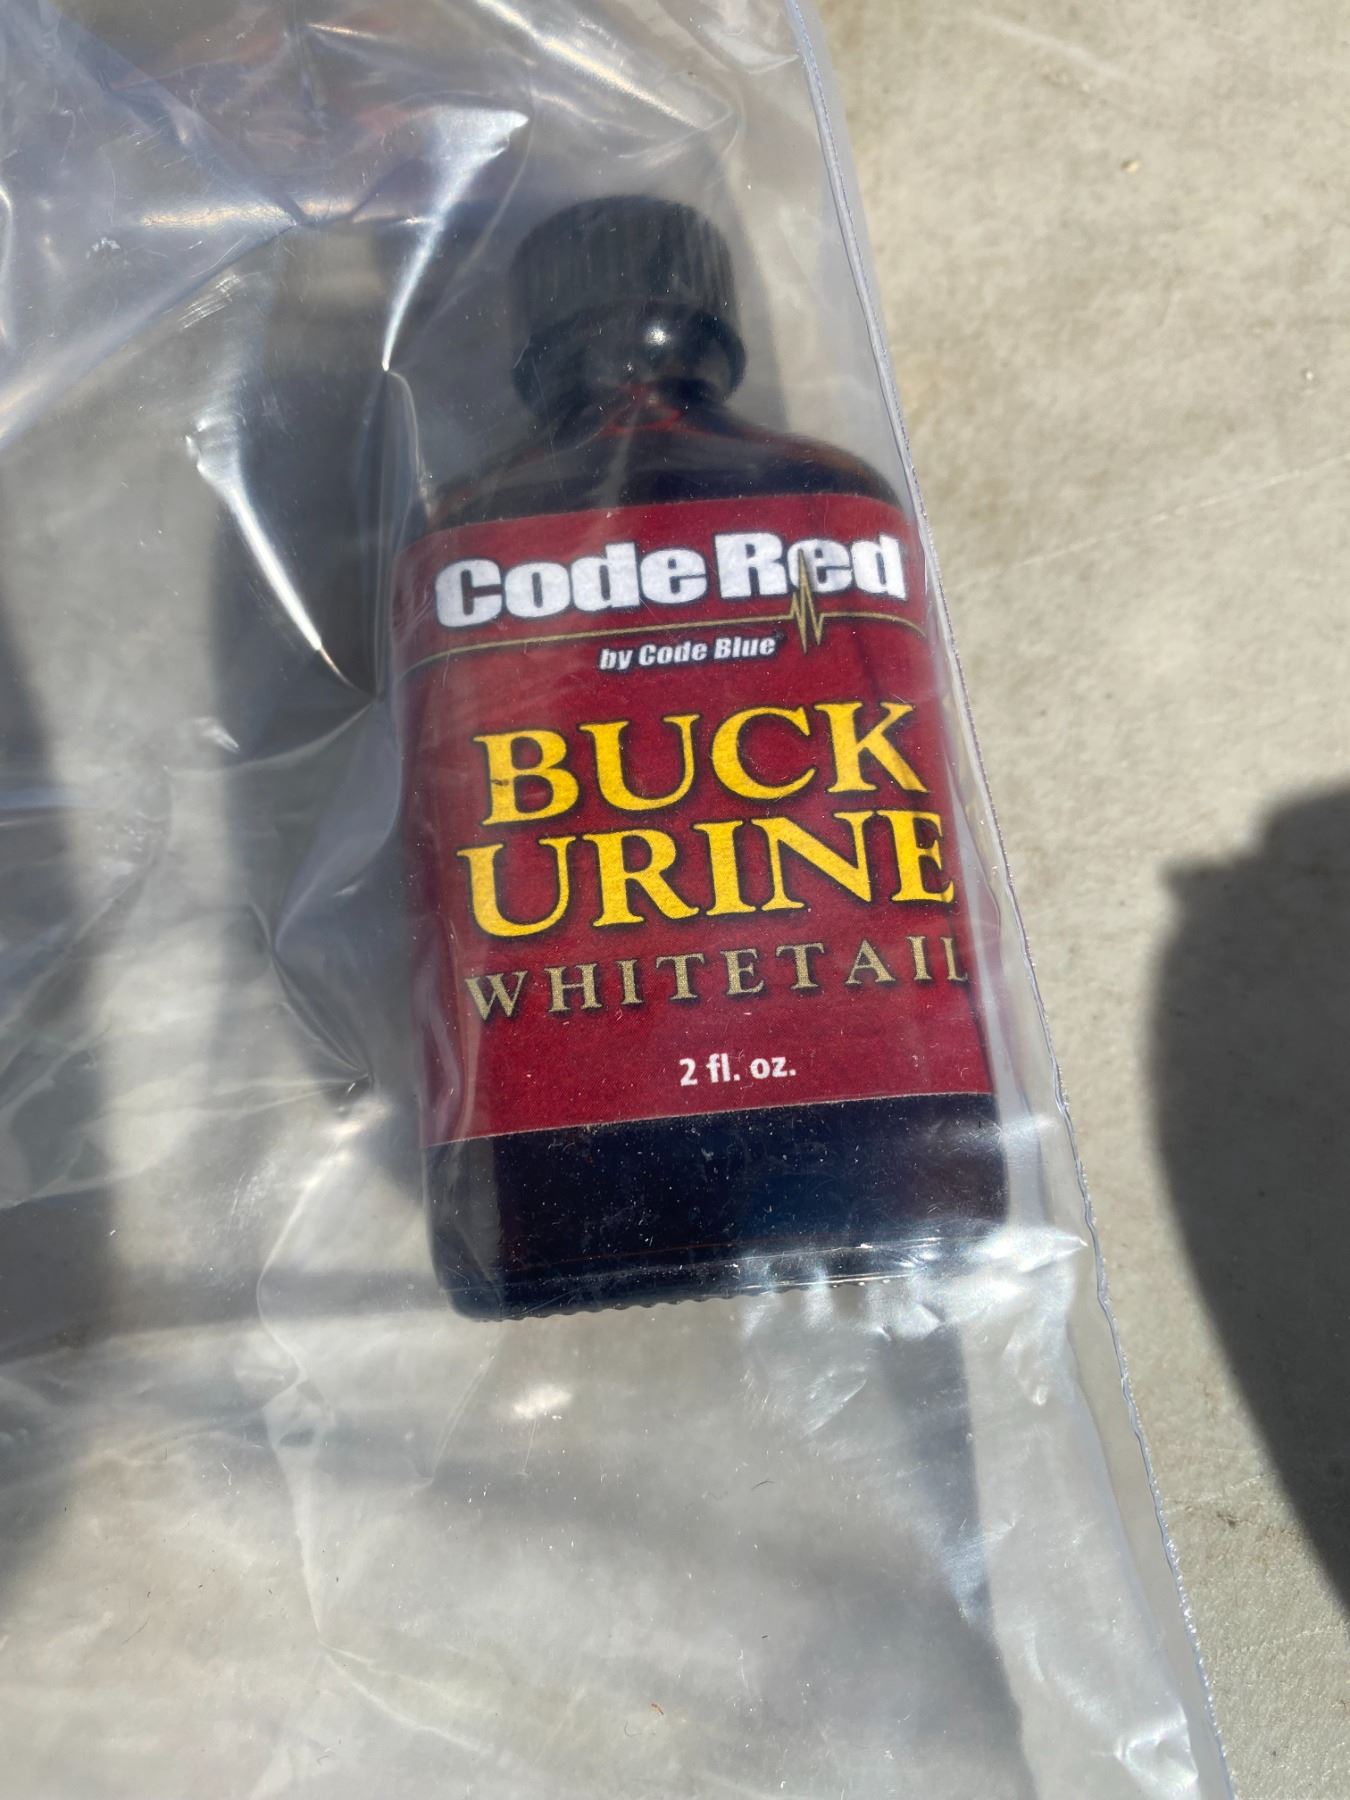 Code Red
by Code Blue
BUCK
URINE
WHITETAIL
2 fl. oz.